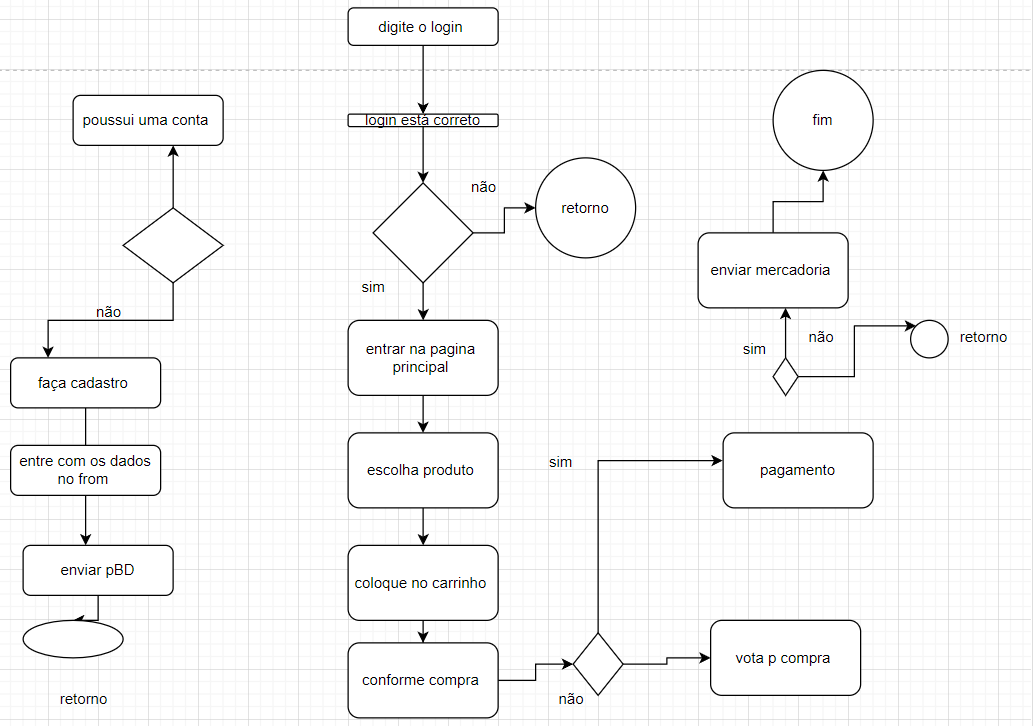 digite o login
login esta correto
não
retorno
sim
entrar na pagina
principal
escolha produto
coloque no carrinho
conforme compra
poussui uma conta
não
faça cadastro
entre com os dados
no from
enviar pBD
retorno
fim
enviar mercadoria
sim
não
retorno
sim
pagamento
não
vota p compra